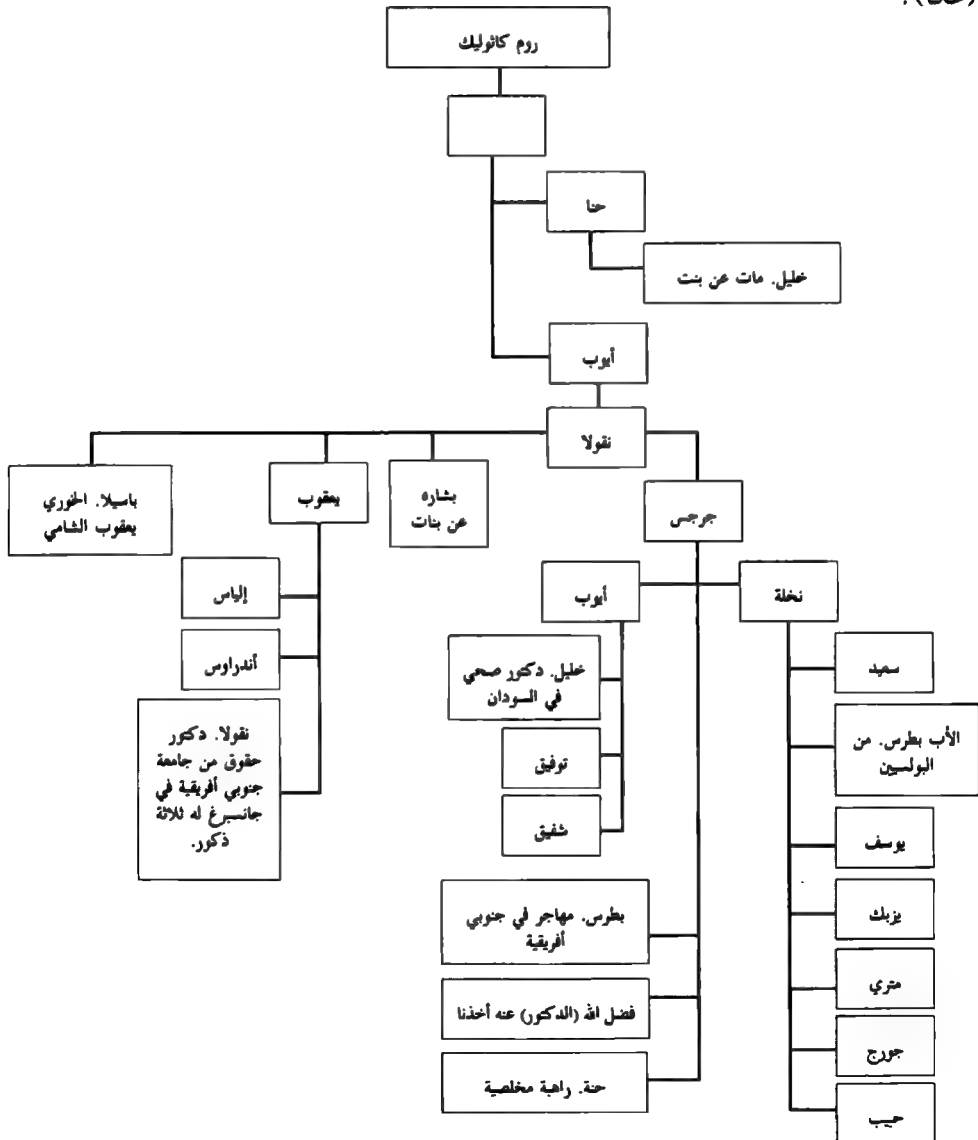 روم كاثوليك
حنا
خليل. مات عن بنت
أيوب
نقولا
جرجس
بشاره
عن بنات
يعقوب
باسيلا. الخوري
يعقوب الشامي
نخلة
أيوب
إلياس
أندراوس
نقولا. دكتور
حقوق من جامعة
جنوبي أفريقية في
جانسبرغ له ثلاثة
ذكور.
خليل. دكتور صحي
في السودان
توفيق
شفيق
سعيد
الأب بطرس. من
البولسيين
يوسف
يزبك
متري
جورج
حبيب
بطرس. مهاجر في جنوبي
أفريقية
فضل الله (الدكتور) عنه أخذنا
حنة. راهبة مخلصية